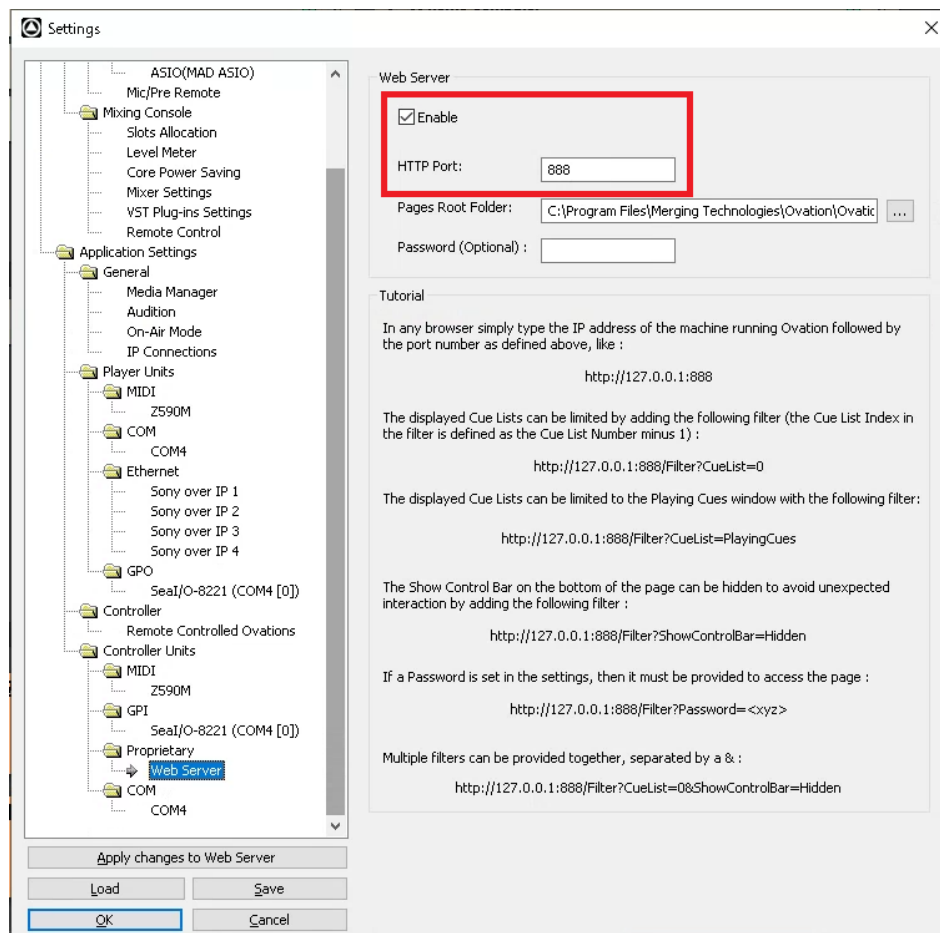 Settings
ASIO(MAD ASIO)
Mic/Pre Remote
Mixing Console
Slots Allocation
Level Meter
Core Power Saving
Mixer Settings
VST Plug-ins Settings
Remote Control
Application Settings
General
Media Manager
Audition
On-Air Mode
IP Connections
Player Units
MIDI
Z590M
COM
COM4
Ethernet
Sony over IP 1
Sony over IP 2
Sony over IP 3
Sony over IP 4
GPO
SeaI/O-8221 (COM4 [0])
Controller
Remote Controlled Ovations
Controller Units
MIDI
Z590M
GPI
SeaI/O-8221 (COM4 [0])
Proprietary
Web Server
COM
COM4
Apply changes to Web Server
Load
Save
OK
Cancel
Web Server
Enable
HTTP Port:
888
Pages Root Folder:
C:\Program Files\Merging Technologies\Ovation\Ovatic
...
Password (Optional) :
Tutorial
In any browser simply type the IP address of the machine running Ovation followed by
the port number as defined above, like :
http://127.0.0.1:888
The displayed Cue Lists can be limited by adding the following filter (the Cue List Index in
the filter is defined as the Cue List Number minus 1) :
http://127.0.0.1:888/Filter?CueList=0
The displayed Cue Lists can be limited to the Playing Cues window with the following filter:
http://127.0.0.1:888/Filter?CueList=PlayingCues
The Show Control Bar on the bottom of the page can be hidden to avoid unexpected
interaction by adding the following filter :
http://127.0.0.1:888/Filter?ShowControlBar=Hidden
If a Password is set in the settings, then it must be provided to access the page :
http://127.0.0.1:888/Filter?Password=<xyz>
Multiple filters can be provided together, separated by a & :
http://127.0.0.1:888/Filter?CueList=0&ShowControlBar=Hidden